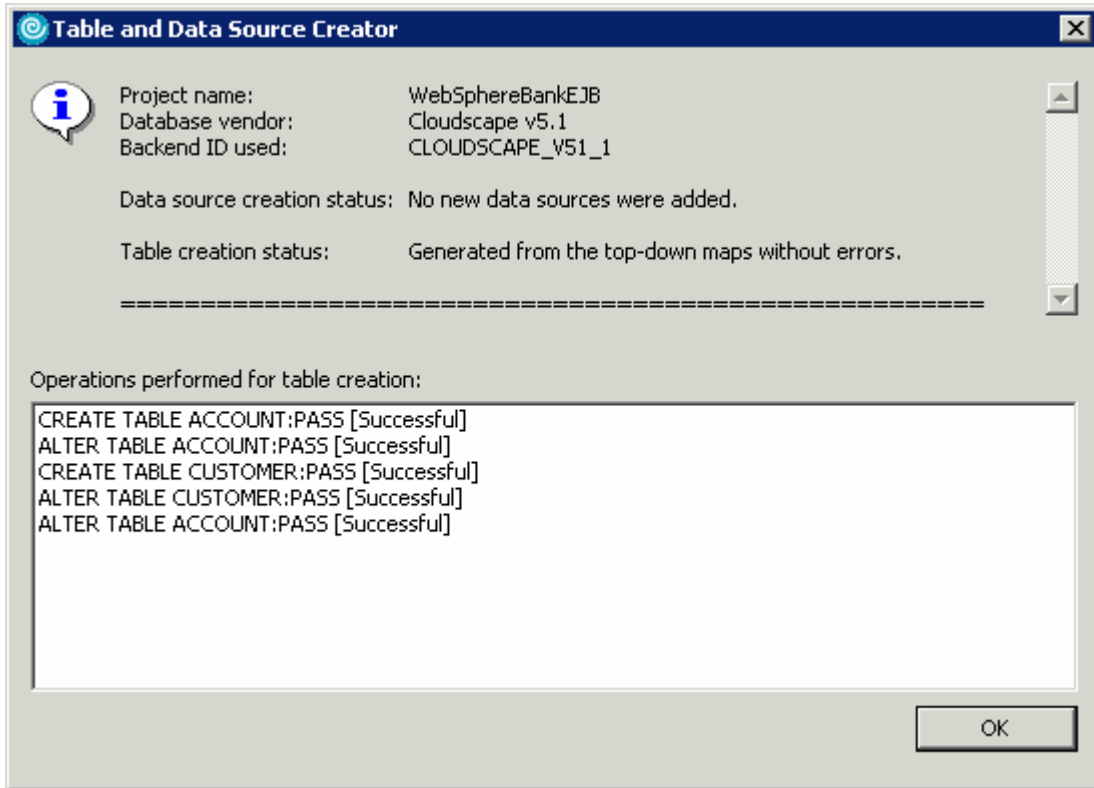 Table and Data Source Creator
Project name: WebSphereBankEJB
Database vendor: Cloudscape v5.1
Backend ID used: CLOUDSCAPE_V51_1
Data source creation status: No new data sources were added.
Table creation status: Generated from the top-down maps without errors.
======================================================
Operations performed for table creation:
CREATE TABLE ACCOUNT:PASS [Successful]
ALTER TABLE ACCOUNT:PASS [Successful]
CREATE TABLE CUSTOMER:PASS [Successful]
ALTER TABLE CUSTOMER:PASS [Successful]
ALTER TABLE ACCOUNT:PASS [Successful]
OK